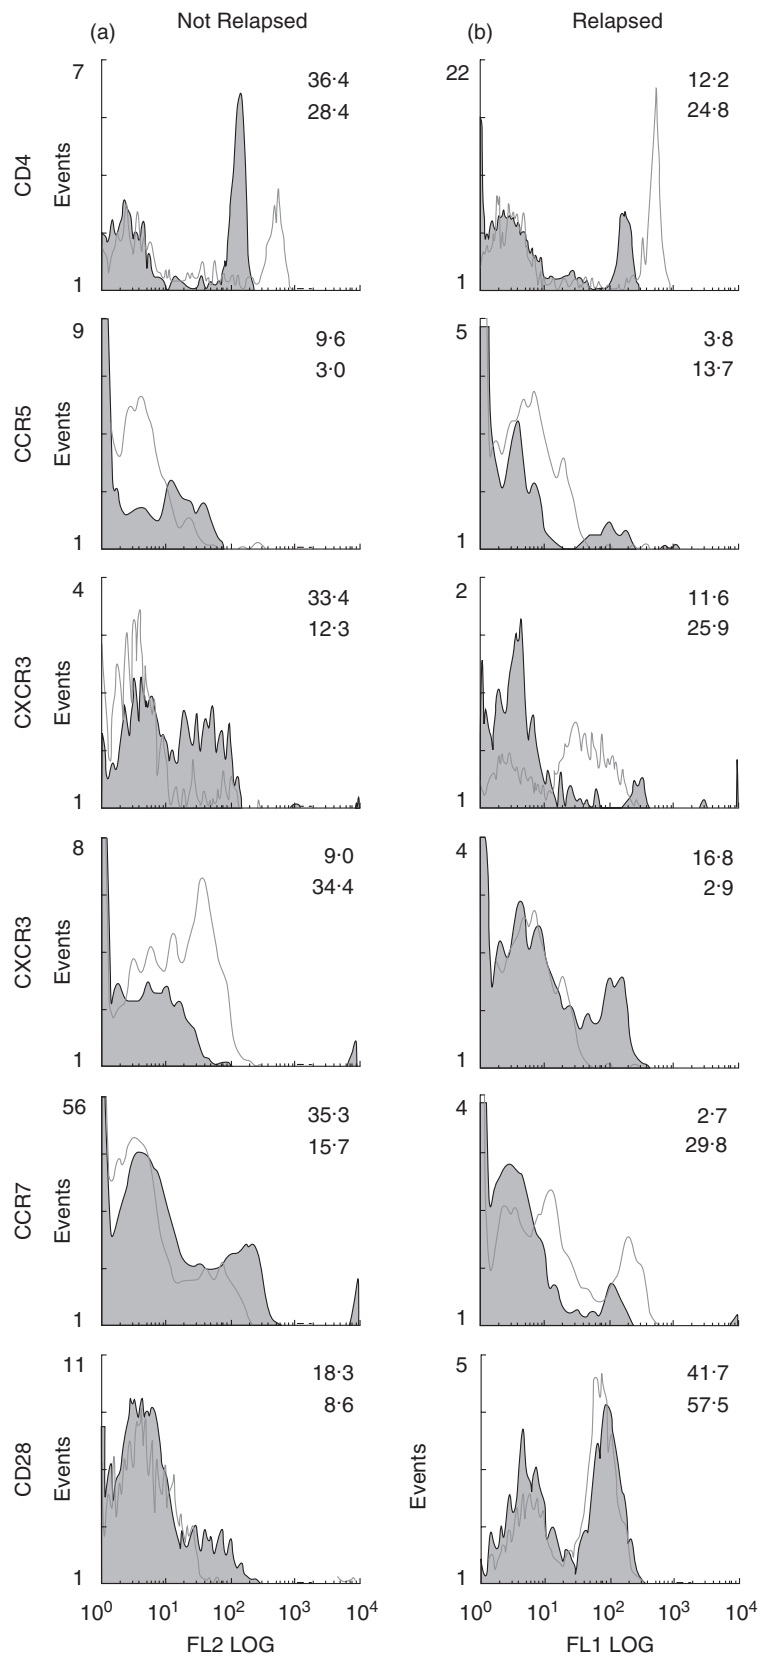 (a) Not Relapsed
(b) Relapsed
CD4
Events
7
1
36·4
28·4
22
1
12·2
24·8
CCR5
Events
9
1
9·6
3·0
5
1
3·8
13·7
CXCR3
Events
4
1
33·4
12·3
2
1
11·6
25·9
CXCR3
Events
8
1
9·0
34·4
4
1
16·8
2·9
CCR7
Events
56
1
35·3
15·7
4
1
2·7
29·8
CD28
Events
11
1
18·3
8·6
Events
5
1
41·7
57·5
10⁰ 10¹ 10² 10³ 10⁴
FL2 LOG
10⁰ 10¹ 10² 10³ 10⁴
FL1 LOG